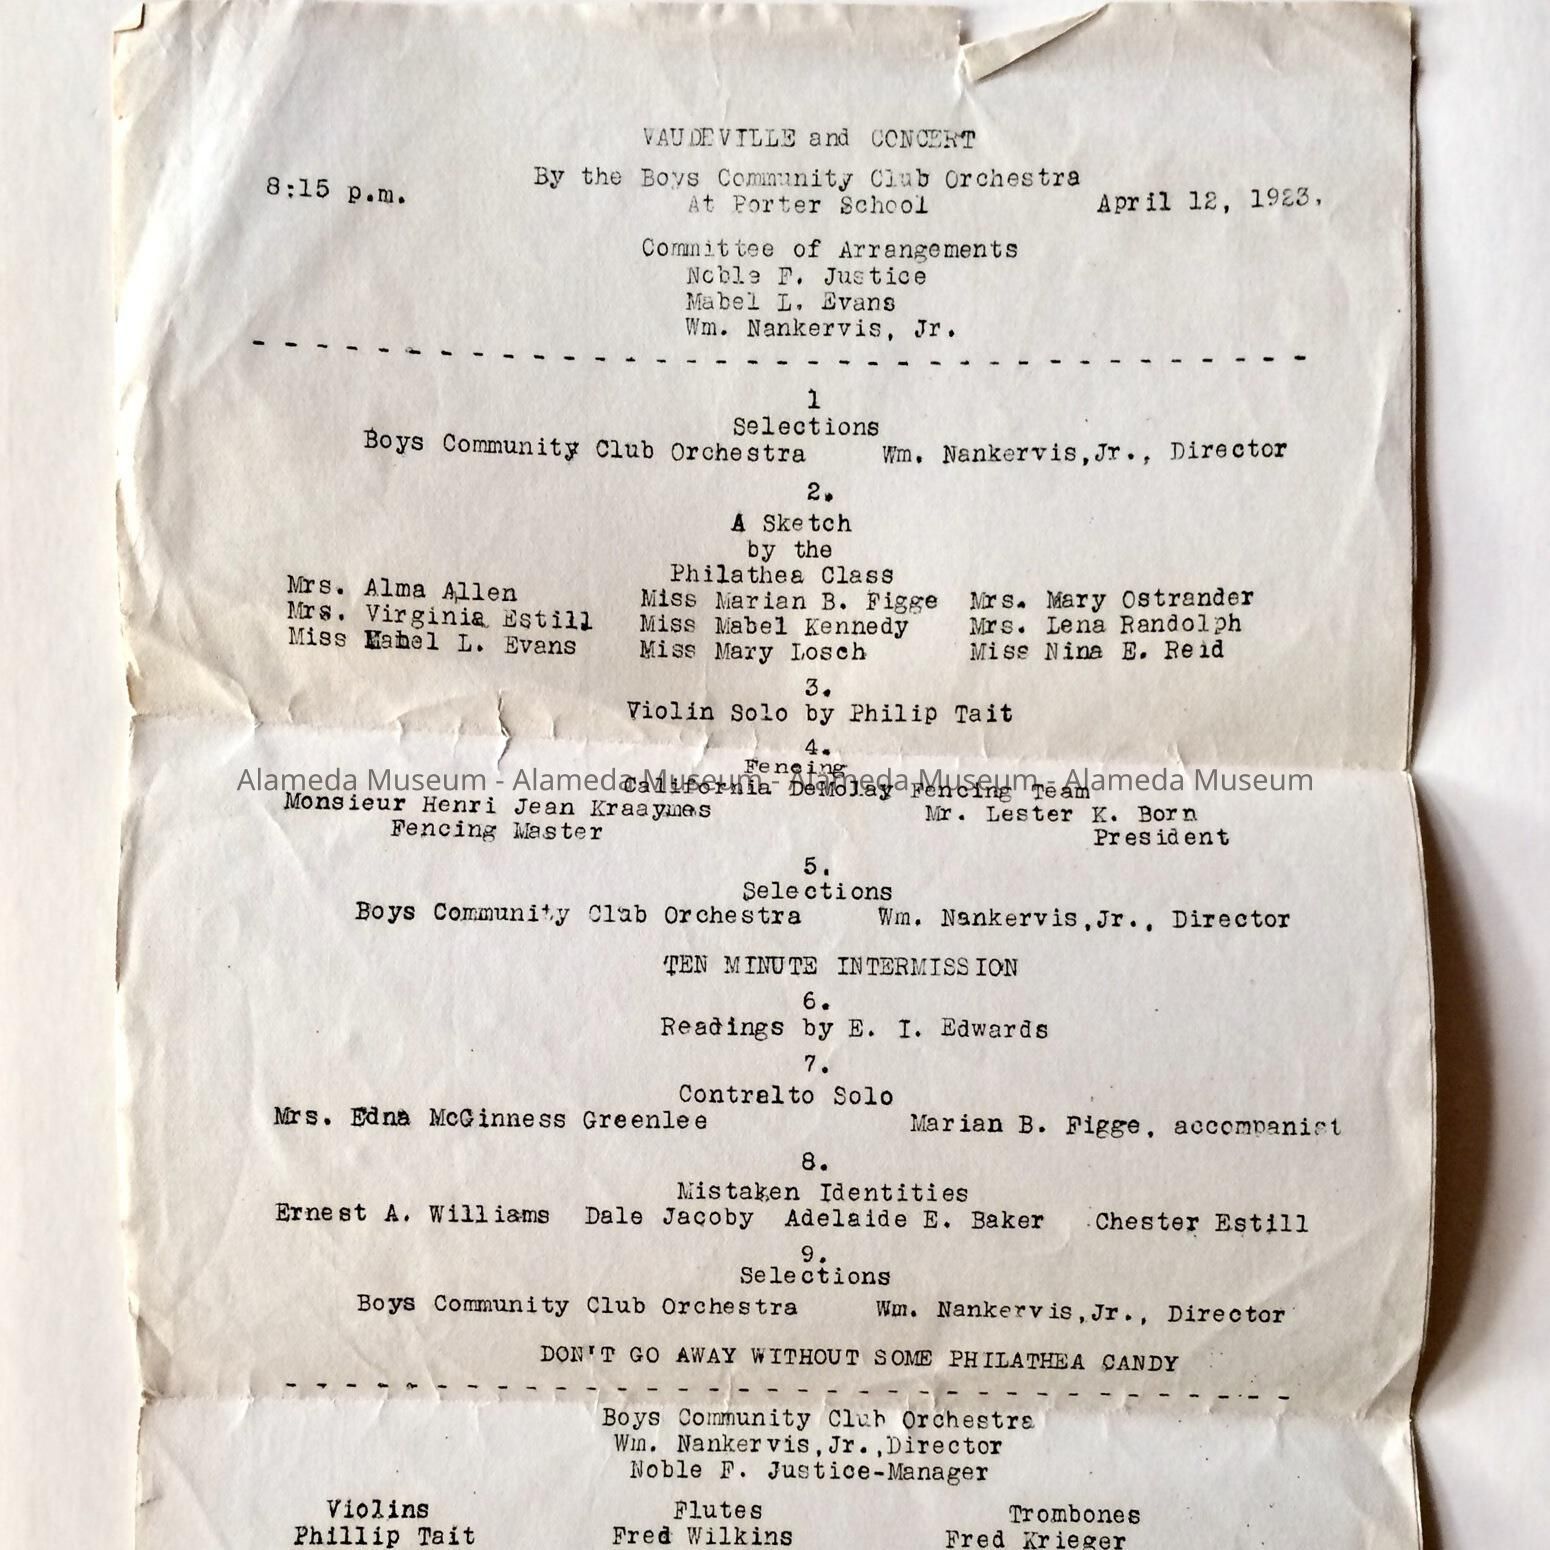 VAUDEVILLE and CONCERT
By the Boys Community Club Orchestra
8:15 p.m. At Porter School April 12, 1923.
Committee of Arrangements
Noble F. Justice
Mabel L. Evans
Wm. Nankervis, Jr.
1
Selections
Boys Community Club Orchestra Wm. Nankervis,Jr., Director
2.
A Sketch
by the
Philathea Class
Mrs. Alma Allen Miss Marian B. Figge Mrs. Mary Ostrander
Mrs. Virginia Estill Miss Mabel Kennedy Mrs. Lena Randolph
Miss Mabel L. Evans Miss Mary Losch Miss Nina E. Reid
3.
Violin Solo by Philip Tait
4.
Fencing
Alameda Museum - Alameda Museum - Alameda Museum - Alameda Museum
California DeMolay Fencing Team
Monsieur Henri Jean Kraaymes Mr. Lester K. Born
Fencing Master President
5.
Selections
Boys Community Club Orchestra Wm. Nankervis,Jr., Director
TEN MINUTE INTERMISSION
6.
Readings by E. I. Edwards
7.
Contralto Solo
Mrs. Edna McGinness Greenlee Marian B. Figge, accompanist
8.
Mistaken Identities
Ernest A. Williams Dale Jacoby Adelaide E. Baker Chester Estill
9.
Selections
Boys Community Club Orchestra Wm. Nankervis,Jr., Director
DON'T GO AWAY WITHOUT SOME PHILATHEA CANDY
Boys Community Club Orchestra
Wm. Nankervis,Jr.,Director
Noble F. Justice-Manager
Violins Flutes Trombones
Phillip Tait Fred Wilkins Fred Krieger